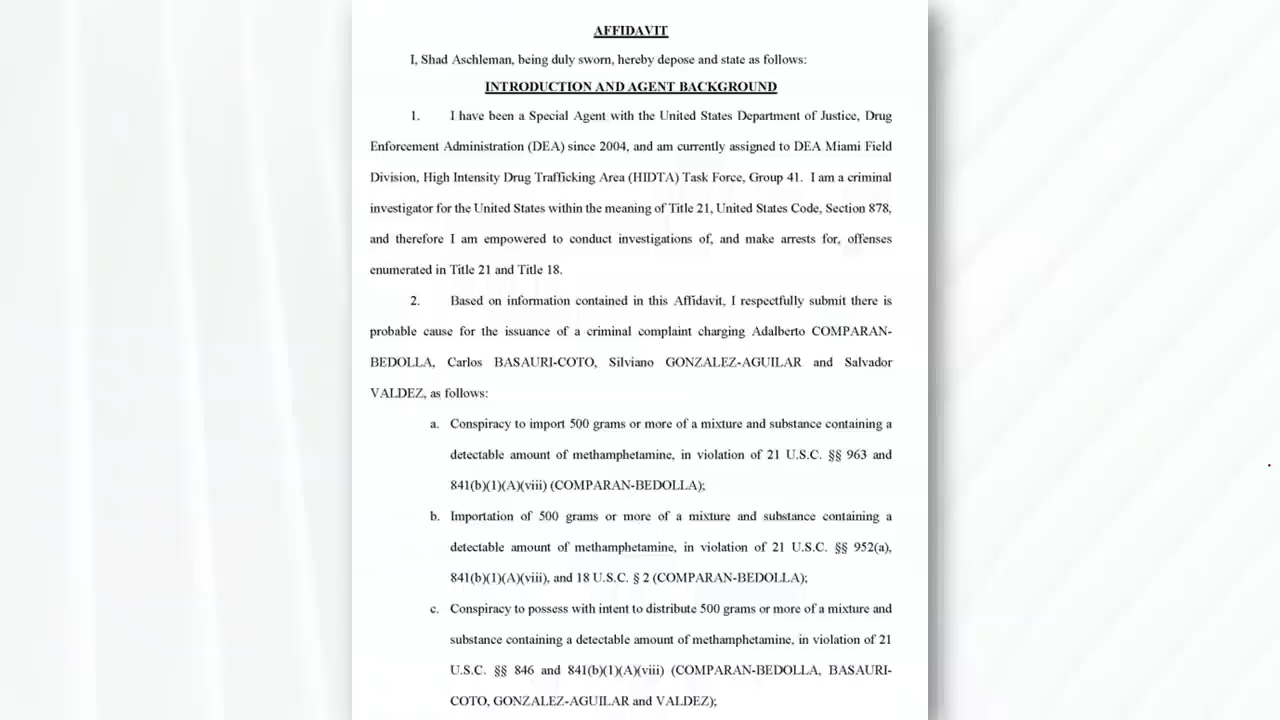 AFFIDAVIT
I, Shad Aschleman, being duly sworn, hereby depose and state as follows:
INTRODUCTION AND AGENT BACKGROUND
1. I have been a Special Agent with the United States Department of Justice, Drug
Enforcement Administration (DEA) since 2004, and am currently assigned to DEA Miami Field
Division, High Intensity Drug Trafficking Area (HIDTA) Task Force, Group 41. I am a criminal
investigator for the United States within the meaning of Title 21, United States Code, Section 878,
and therefore I am empowered to conduct investigations of, and make arrests for, offenses
enumerated in Title 21 and Title 18.
2. Based on information contained in this Affidavit, I respectfully submit there is
probable cause for the issuance of a criminal complaint charging Adalberto COMPARAN-
BEDOLLA, Carlos BASAURI-COTO, Silviano GONZALEZ-AGUILAR and Salvador
VALDEZ, as follows:
a. Conspiracy to import 500 grams or more of a mixture and substance containing a
detectable amount of methamphetamine, in violation of 21 U.S.C. §§ 963 and
841(b)(1)(A)(viii) (COMPARAN-BEDOLLA);
b. Importation of 500 grams or more of a mixture and substance containing a
detectable amount of methamphetamine, in violation of 21 U.S.C. §§ 952(a),
841(b)(1)(A)(viii), and 18 U.S.C. § 2 (COMPARAN-BEDOLLA);
c. Conspiracy to possess with intent to distribute 500 grams or more of a mixture and
substance containing a detectable amount of methamphetamine, in violation of 21
U.S.C. §§ 846 and 841(b)(1)(A)(viii) (COMPARAN-BEDOLLA, BASAURI-
COTO, GONZALEZ-AGUILAR and VALDEZ);